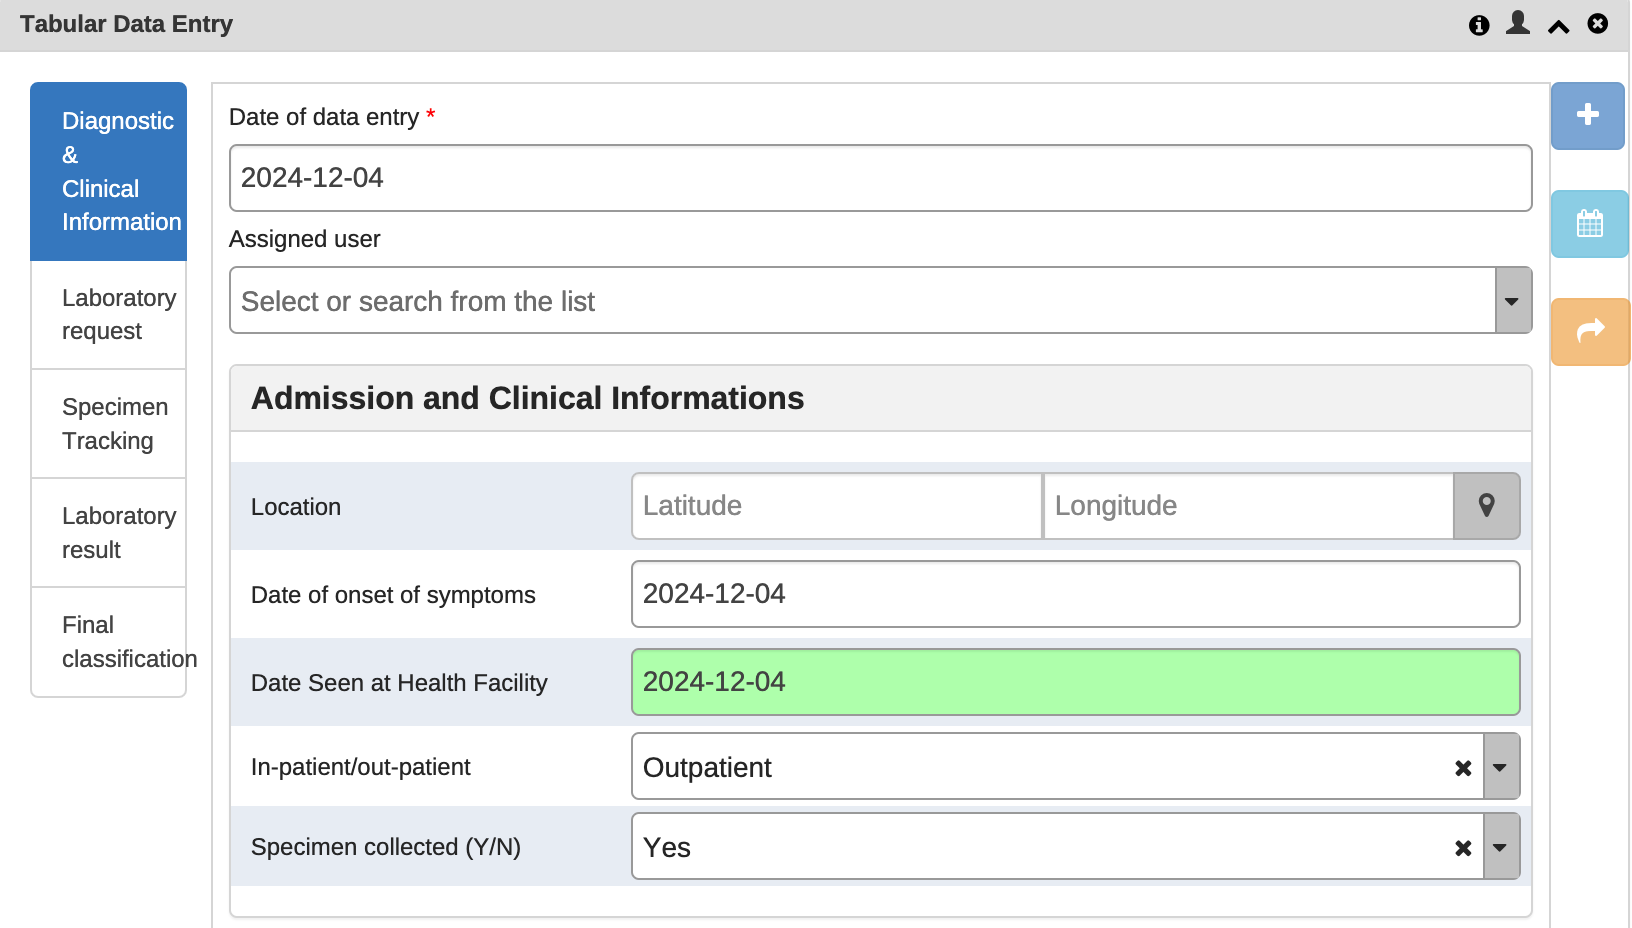 Tabular Data Entry
Diagnostic
&
Clinical
Information
Laboratory
request
Specimen
Tracking
Laboratory
result
Final
classification
Date of data entry *
2024-12-04
Assigned user
Select or search from the list
Admission and Clinical Informations
Location Latitude Longitude
Date of onset of symptoms 2024-12-04
Date Seen at Health Facility 2024-12-04
In-patient/out-patient Outpatient
Specimen collected (Y/N) Yes